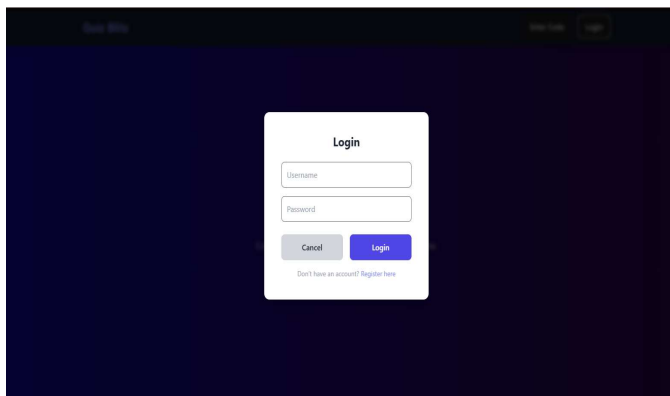 Login
Username
Password
Cancel Login
Don't have an account? Register here